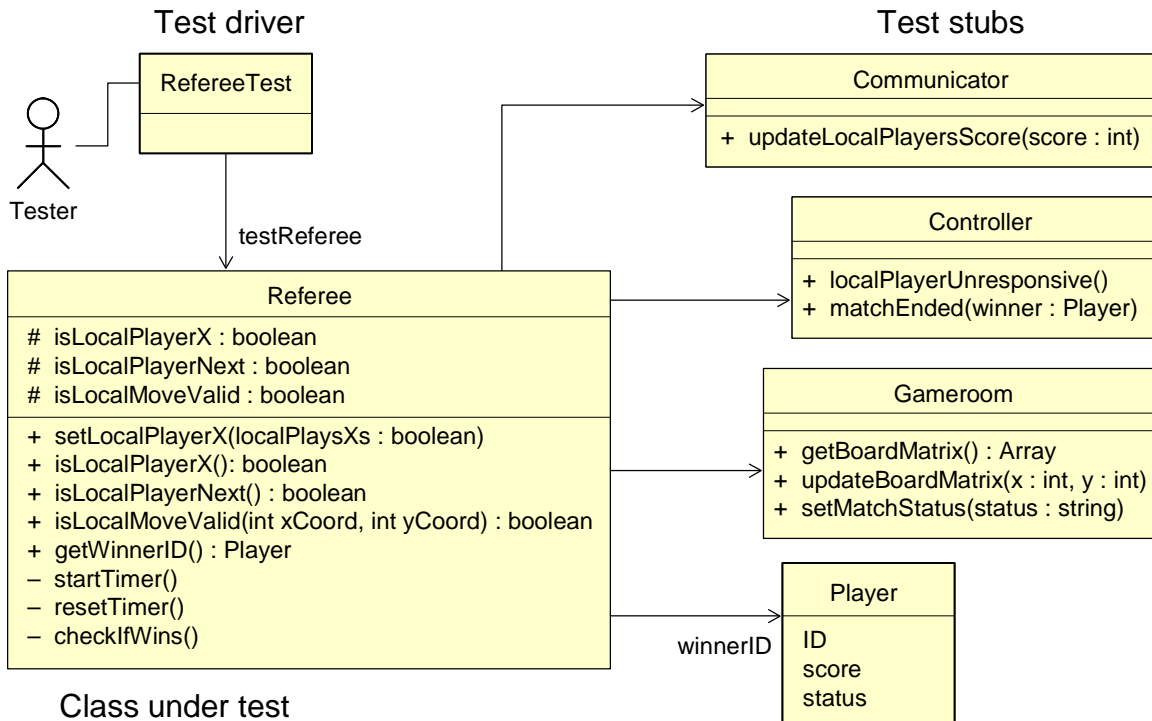 Test driver
Test stubs
RefereeTest
Tester
testReferee
Communicator
+ updateLocalPlayersScore(score : int)
Controller
+ localPlayerUnresponsive()
+ matchEnded(winner : Player)
Referee
# isLocalPlayerX : boolean
# isLocalPlayerNext : boolean
# isLocalMoveValid : boolean
+ setLocalPlayerX(localPlaysXs : boolean)
+ isLocalPlayerX(): boolean
+ isLocalPlayerNext() : boolean
+ isLocalMoveValid(int xCoord, int yCoord) : boolean
+ getWinnerID() : Player
– startTimer()
– resetTimer()
– checkIfWins()
Gameroom
+ getBoardMatrix() : Array
+ updateBoardMatrix(x : int, y : int)
+ setMatchStatus(status : string)
winnerID
Player
ID
score
status
Class under test